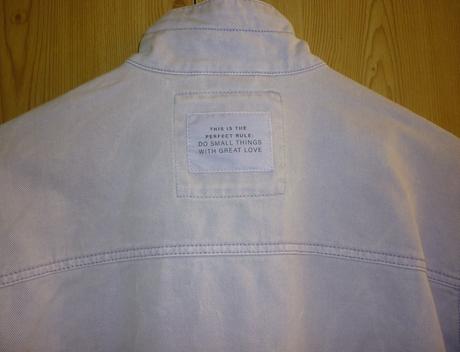 THIS IS THE
PERFECT RULE:
DO SMALL THINGS
WITH GREAT LOVE